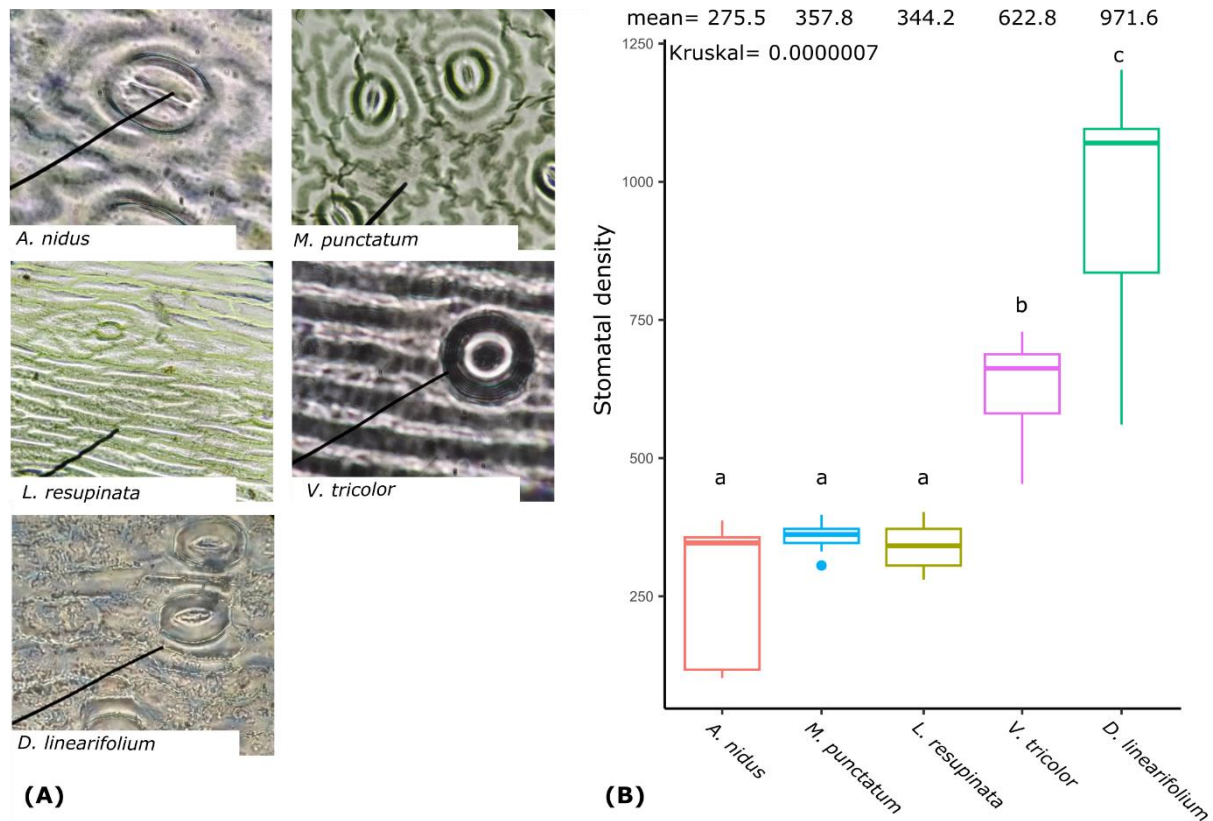 A. nidus
M. punctatum
L. resupinata
V. tricolor
D. linearifolium
(A)
mean= 275.5 357.8 344.2 622.8 971.6
Kruskal= 0.0000007
Stomatal density
1250
1000
750
500
250
a
a
a
b
c
A. nidus
M. punctatum
L. resupinata
V. tricolor
D. linearifolium
(B)